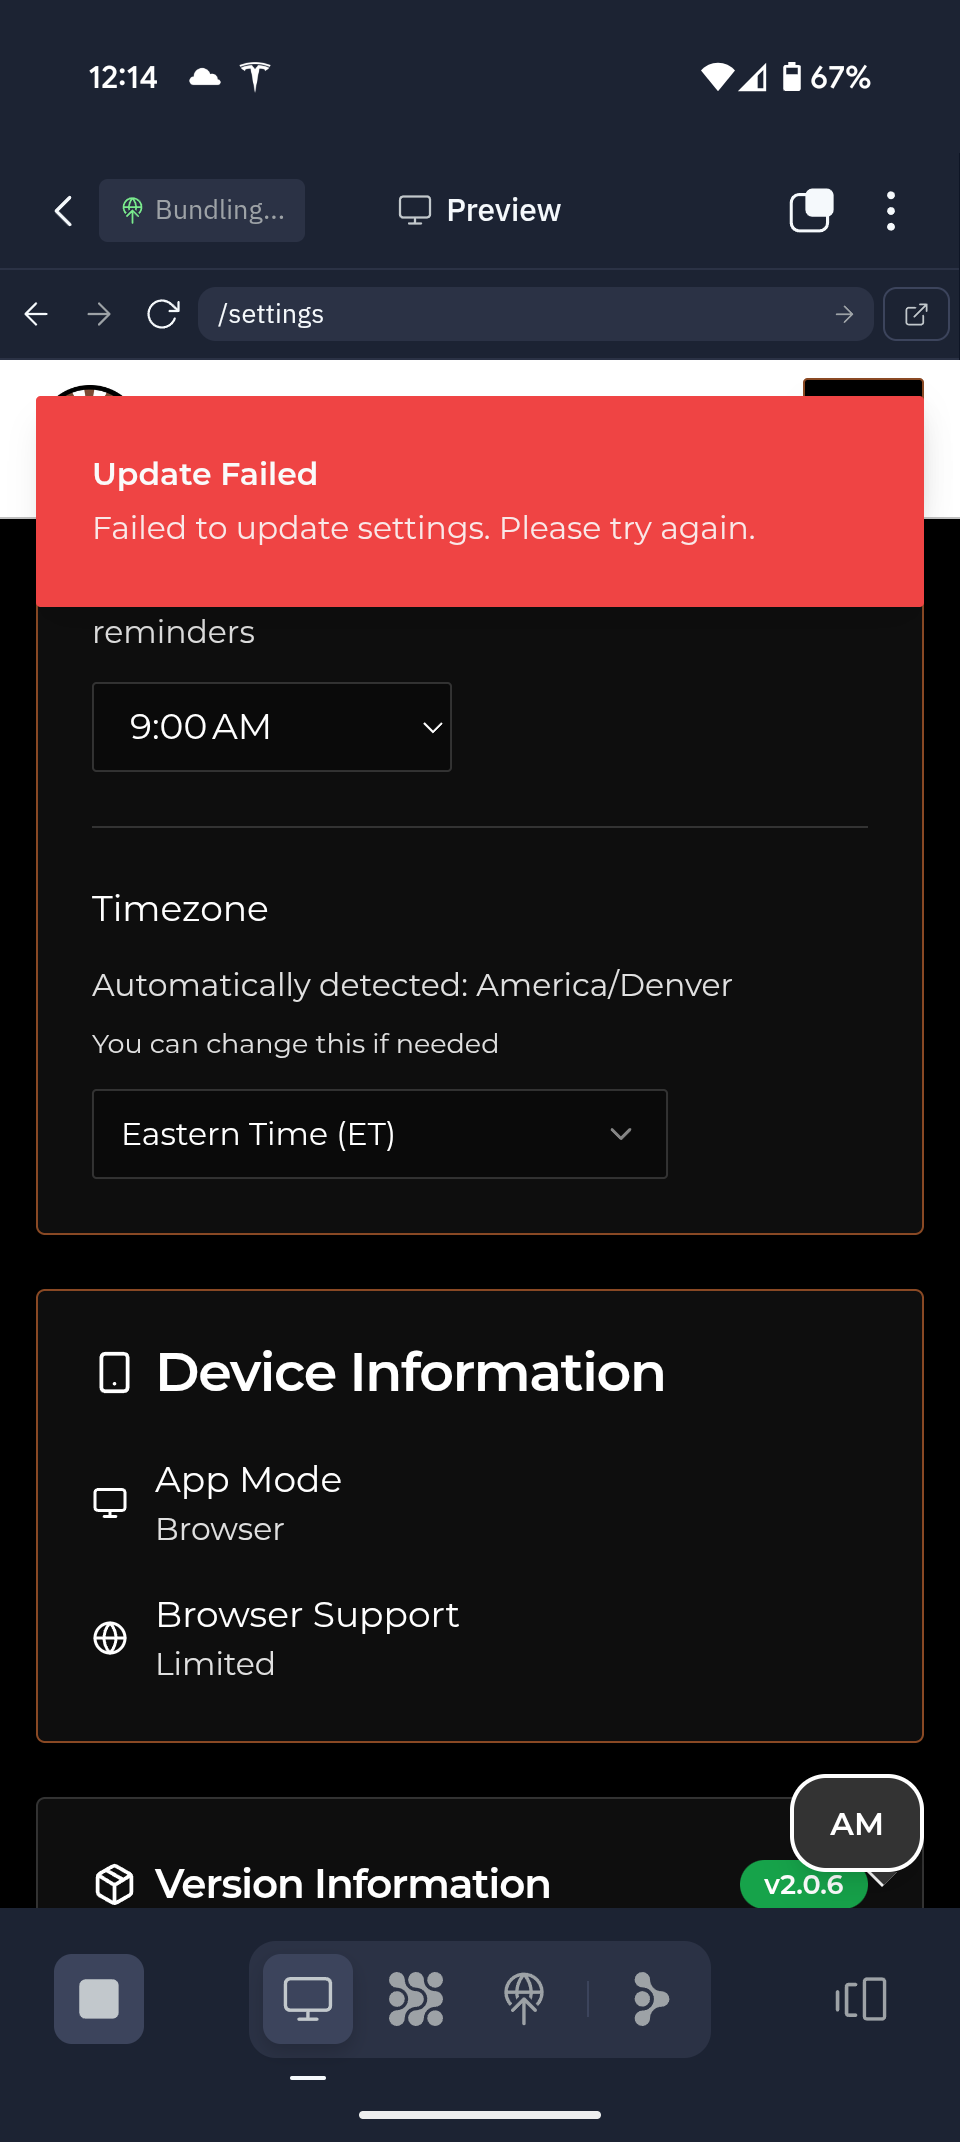 12:14
67%
Bundling...
Preview
/settings
Update Failed
Failed to update settings. Please try again.
reminders
9:00 AM
Timezone
Automatically detected: America/Denver
You can change this if needed
Eastern Time (ET)
Device Information
App Mode
Browser
Browser Support
Limited
AM
Version Information
v2.0.6